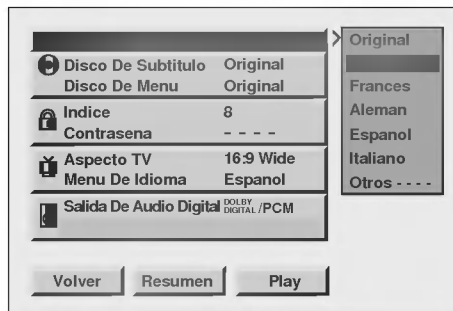 Original
Disco De Subtitulo Original
Disco De Menu Original
Frances
Indice 8
Aleman
Contrasena - - - -
Espanol
Aspecto TV 16:9 Wide
Italiano
Menu De Idioma Espanol
Otros - - - -
Salida De Audio Digital DOLBY DIGITAL /PCM
Volver Resumen Play